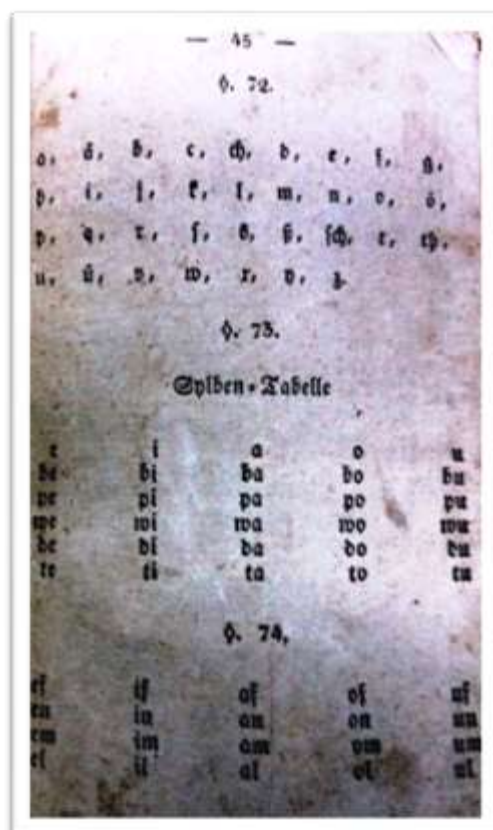 — 45 —
§. 72.
a, ä, b, c, ch, d, e, f, g,
h, i, j, k, l, m, n, o, ö,
p, q, r, ſ, s, ß, ſch, t, th,
u, ü, v, w, x, y, z.
§. 73.
Sylben-Tabelle
e i a o u
be bi ba bo bu
pe pi pa po pu
we wi wa wo wu
de di da do du
te ti ta to tu
§. 74.
ef if af of uf
en in an on un
em im am om um
el il al ol ul